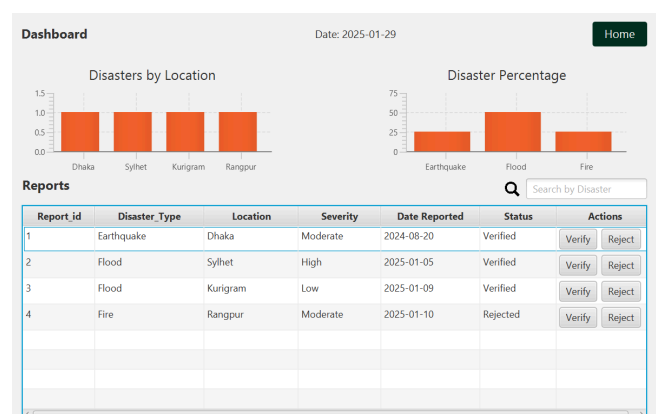 Dashboard Date: 2025-01-29 Home
Disasters by Location
1.5
1.0
0.5
0.0
Dhaka Sylhet Kurigram Rangpur
Disaster Percentage
75
50
25
0
Earthquake Flood Fire
Reports Search by Disaster
Report_id Disaster_Type Location Severity Date Reported Status Actions
1 Earthquake Dhaka Moderate 2024-08-20 Verified Verify Reject
2 Flood Sylhet High 2025-01-05 Verified Verify Reject
3 Flood Kurigram Low 2025-01-09 Verified Verify Reject
4 Fire Rangpur Moderate 2025-01-10 Rejected Verify Reject